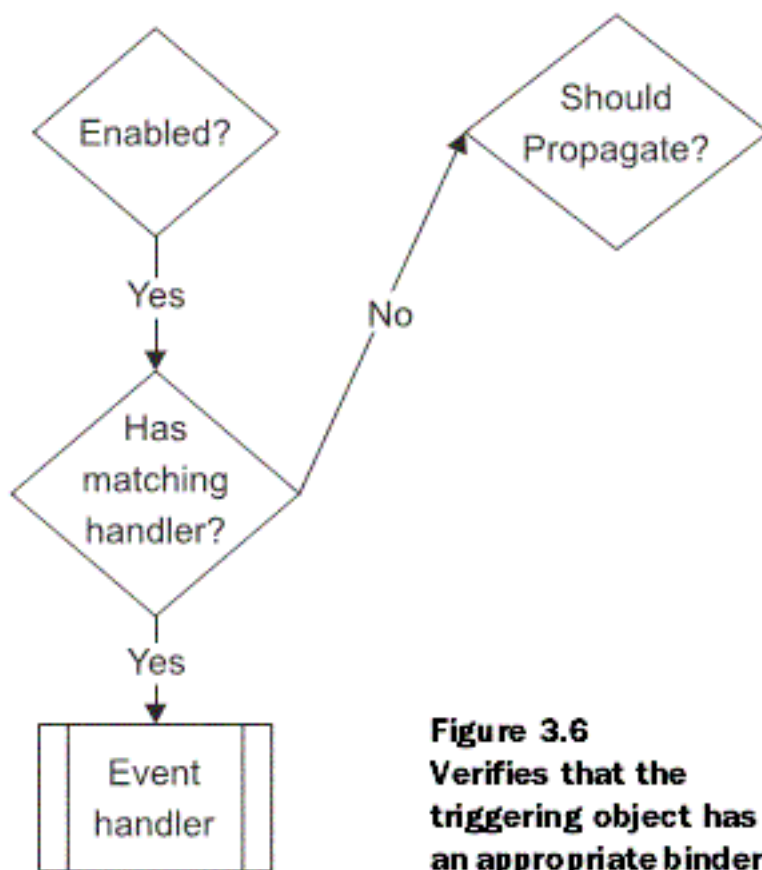 Enabled?
Should
Propagate?
Yes
No
Has
matching
handler?
Yes
Event
handler
Figure 3.6
Verifies that the
triggering object has
an appropriate binder